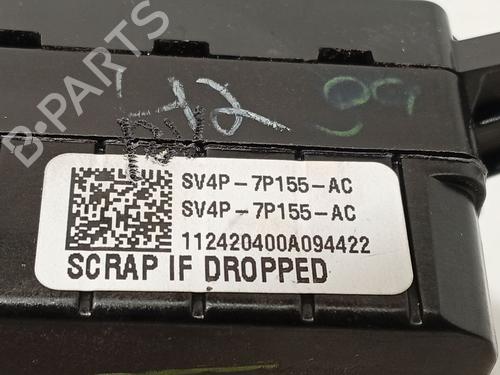 SV4P-7P155-AC
SV4P-7P155-AC
112420400A094422
SCRAP IF DROPPED
B-PARTS